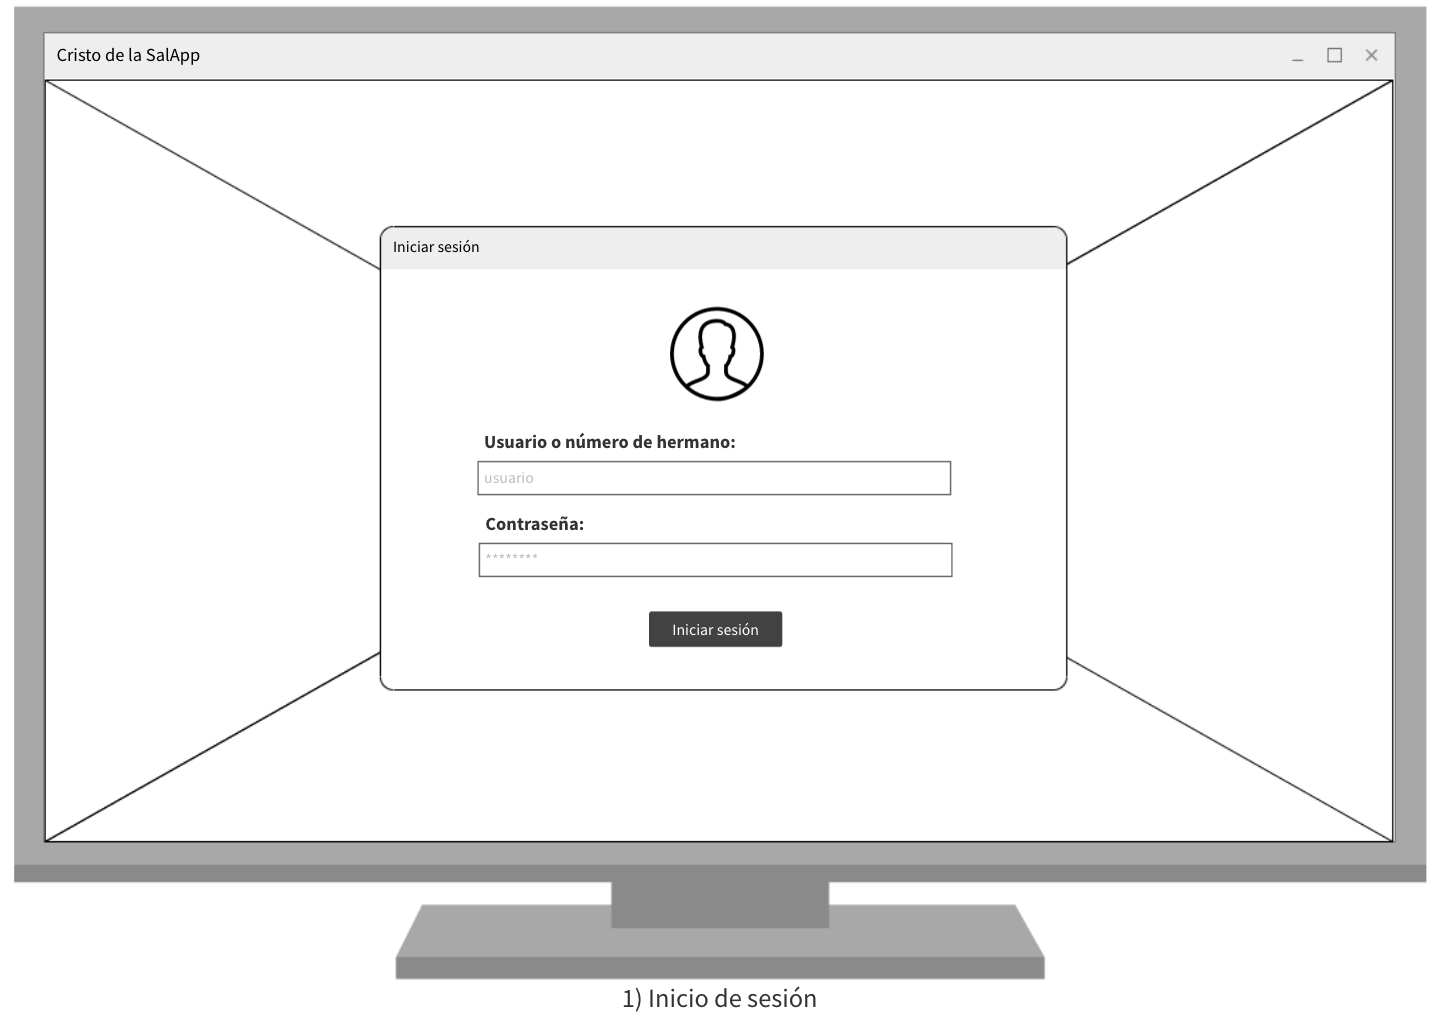 Cristo de la SalApp
Iniciar sesión
Usuario o número de hermano:
usuario
Contraseña:
********
Iniciar sesión
1) Inicio de sesión